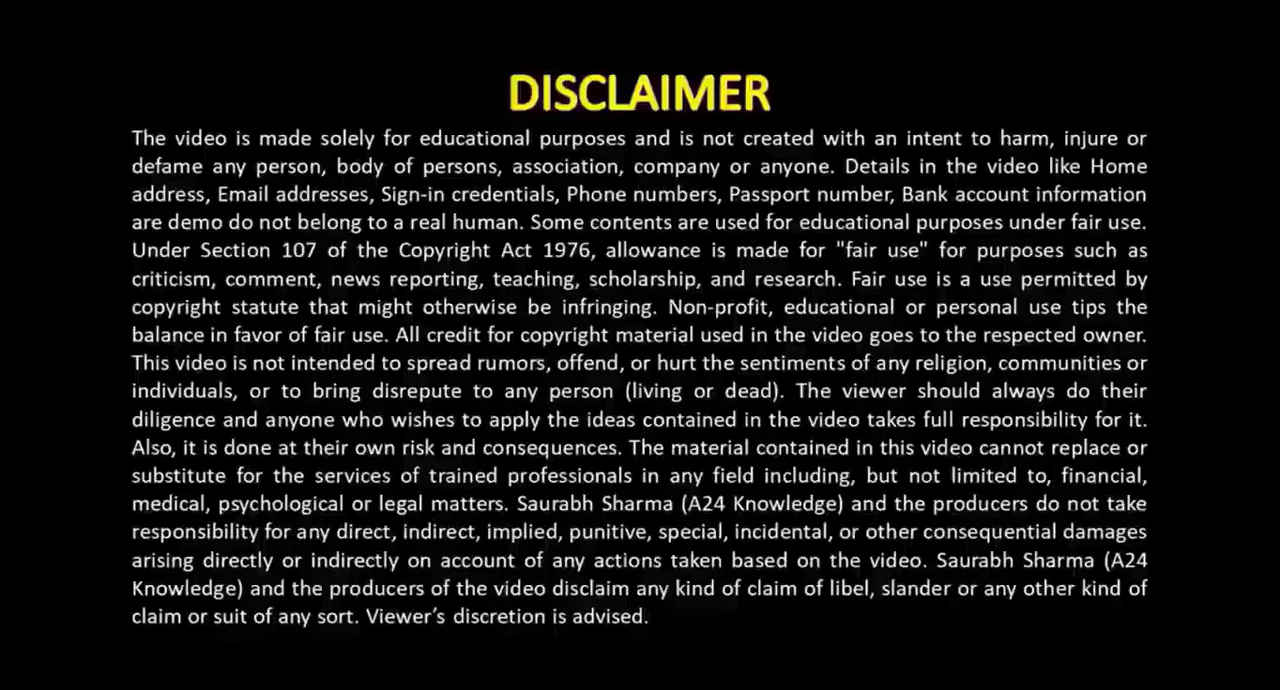 DISCLAIMER
The video is made solely for educational purposes and is not created with an intent to harm, injure or
defame any person, body of persons, association, company or anyone. Details in the video like Home
address, Email addresses, Sign-in credentials, Phone numbers, Passport number, Bank account information
are demo do not belong to a real human. Some contents are used for educational purposes under fair use.
Under Section 107 of the Copyright Act 1976, allowance is made for "fair use" for purposes such as
criticism, comment, news reporting, teaching, scholarship, and research. Fair use is a use permitted by
copyright statute that might otherwise be infringing. Non-profit, educational or personal use tips the
balance in favor of fair use. All credit for copyright material used in the video goes to the respected owner.
This video is not intended to spread rumors, offend, or hurt the sentiments of any religion, communities or
individuals, or to bring disrepute to any person (living or dead). The viewer should always do their
diligence and anyone who wishes to apply the ideas contained in the video takes full responsibility for it.
Also, it is done at their own risk and consequences. The material contained in this video cannot replace or
substitute for the services of trained professionals in any field including, but not limited to, financial,
medical, psychological or legal matters. Saurabh Sharma (A24 Knowledge) and the producers do not take
responsibility for any direct, indirect, implied, punitive, special, incidental, or other consequential damages
arising directly or indirectly on account of any actions taken based on the video. Saurabh Sharma (A24
Knowledge) and the producers of the video disclaim any kind of claim of libel, slander or any other kind of
claim or suit of any sort. Viewer’s discretion is advised.